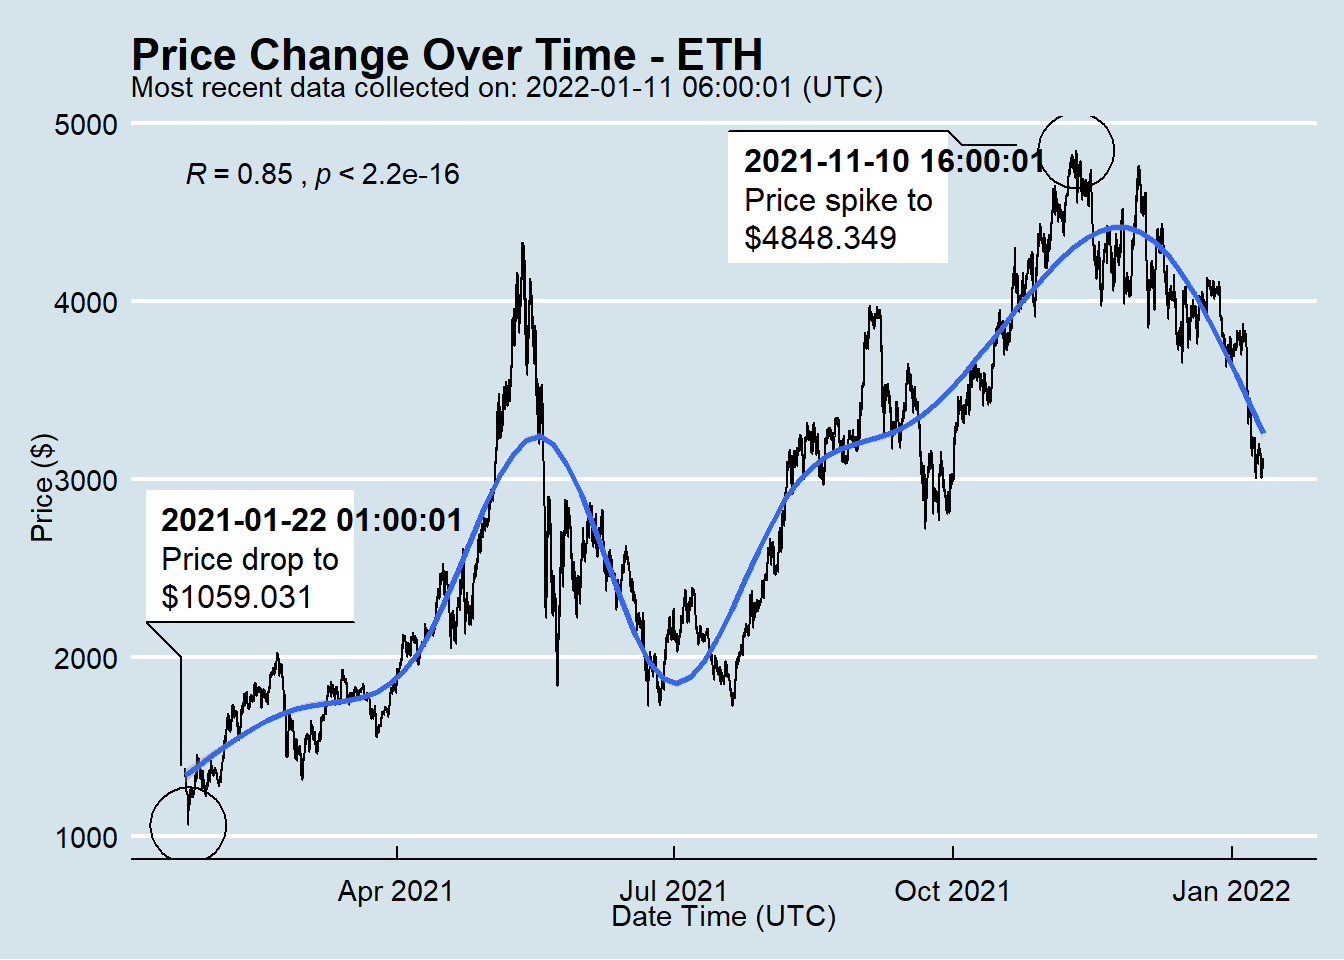 Price Change Over Time - ETH
Most recent data collected on: 2022-01-11 06:00:01 (UTC)
5000
R = 0.85 , p < 2.2e-16
2021-11-10 16:00:01
Price spike to
$4848.349
4000
Price ($)
3000
2021-01-22 01:00:01
Price drop to
$1059.031
2000
1000
Apr 2021
Jul 2021
Oct 2021
Jan 2022
Date Time (UTC)